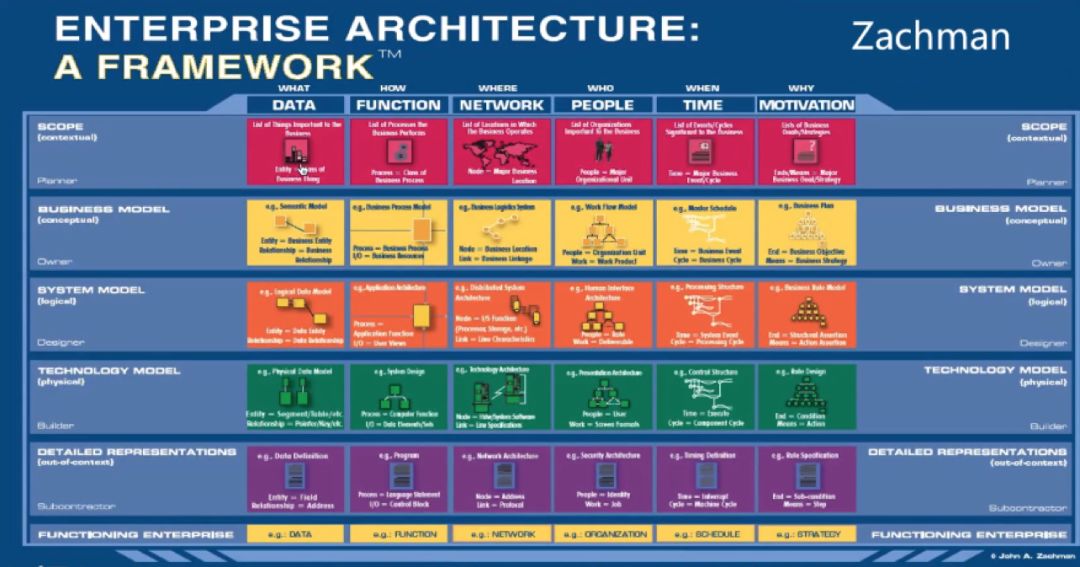 ENTERPRISE ARCHITECTURE:
A FRAMEWORK™
Zachman
WHAT HOW WHERE WHO WHEN WHY
DATA FUNCTION NETWORK PEOPLE TIME MOTIVATION
SCOPE
(contextual)
Planner
List of Things Important to the
Business
Entity = Class of
Business Thing
List of Processes the
Business Performs
Process = Class of
Business Process
List of Locations in Which
the Business Operates
Node = Major Business
Location
List of Organizations
Important to the Business
People = Major
Organizational Unit
List of Events/Cycles
Significant to the Business
Time = Major Business
Event/Cycle
Lists of Business
Goals/Strategies
Ends/Means = Major
Business Goal/Strategy
SCOPE
(contextual)
Planner
BUSINESS MODEL
(conceptual)
Owner
e.g., Semantic Model
Entity = Business Entity
Relationship = Business
Relationship
e.g., Business Process Model
Process = Business Process
I/O = Business Resources
e.g., Business Logistics System
Node = Business Location
Link = Business Linkage
e.g., Work Flow Model
People = Organization Unit
Work = Work Product
e.g., Master Schedule
Time = Business Event
Cycle = Business Cycle
e.g., Business Plan
End = Business Objective
Means = Business Strategy
BUSINESS MODEL
(conceptual)
Owner
SYSTEM MODEL
(logical)
Designer
e.g., Logical Data Model
Entity = Data Entity
Relationship = Data Relationship
e.g., Application Architecture
Process =
Application Function
I/O = User Views
e.g., Distributed System
Architecture
Node = I/S Function
(Processor, Storage, etc.)
Link = Line Characteristics
e.g., Human Interface
Architecture
People = Role
Work = Deliverable
e.g., Processing Structure
Time = System Event
Cycle = Processing Cycle
e.g., Business Rule Model
End = Structural Assertion
Means = Action Assertion
SYSTEM MODEL
(logical)
Designer
TECHNOLOGY MODEL
(physical)
Builder
e.g., Physical Data Model
Entity = Segment/Table/etc.
Relationship = Pointer/Key/etc.
e.g., System Design
Process = Computer Function
I/O = Data Elements/Sets
e.g., Technology Architecture
Node = Hdw/System Software
Link = Line Specifications
e.g., Presentation Architecture
People = User
Work = Screen Formats
e.g., Control Structure
Time = Execute
Cycle = Component Cycle
e.g., Rule Design
End = Condition
Means = Action
TECHNOLOGY MODEL
(physical)
Builder
DETAILED REPRESENTATIONS
(out-of-context)
Subcontractor
e.g., Data Definition
Entity = Field
Relationship = Address
e.g., Program
Process = Language Statement
I/O = Control Block
e.g., Network Architecture
Node = Address
Link = Protocol
e.g., Security Architecture
People = Identity
Work = Job
e.g., Timing Definition
Time = Interrupt
Cycle = Machine Cycle
e.g., Rule Specification
End = Sub-condition
Means = Step
DETAILED REPRESENTATIONS
(out-of-context)
Subcontractor
FUNCTIONING ENTERPRISE
e.g.: DATA
e.g.: FUNCTION
e.g.: NETWORK
e.g.: ORGANIZATION
e.g.: SCHEDULE
e.g.: STRATEGY
FUNCTIONING ENTERPRISE
© John A. Zachman